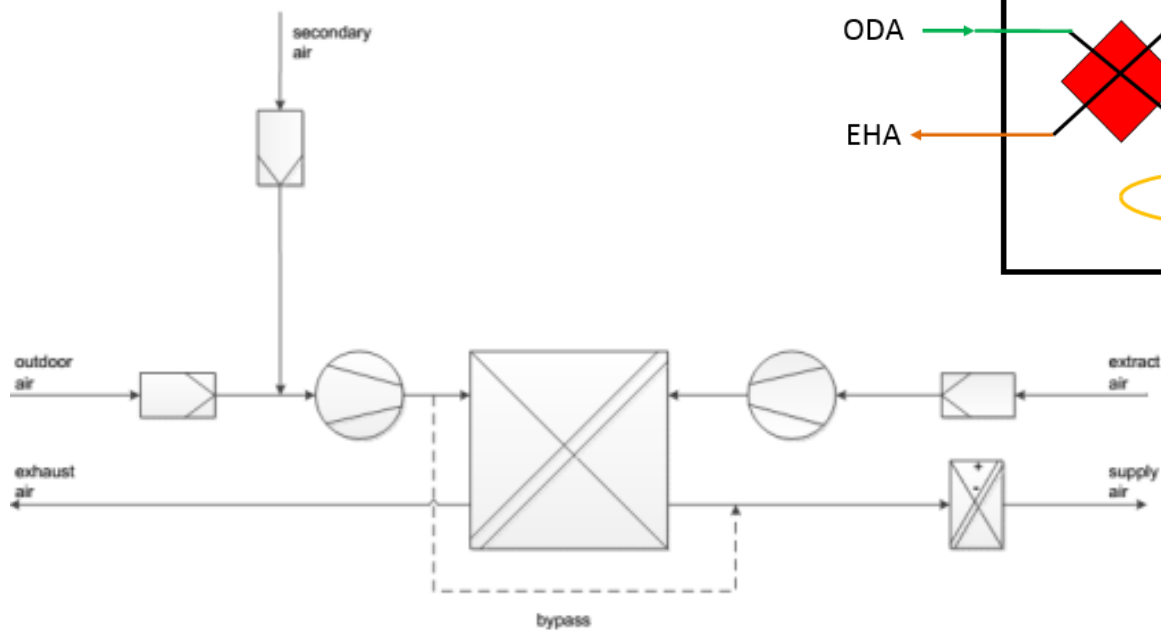 secondary
air
ODA
EHA
outdoor
air
extract
air
exhaust
air
+
-
supply
air
bypass